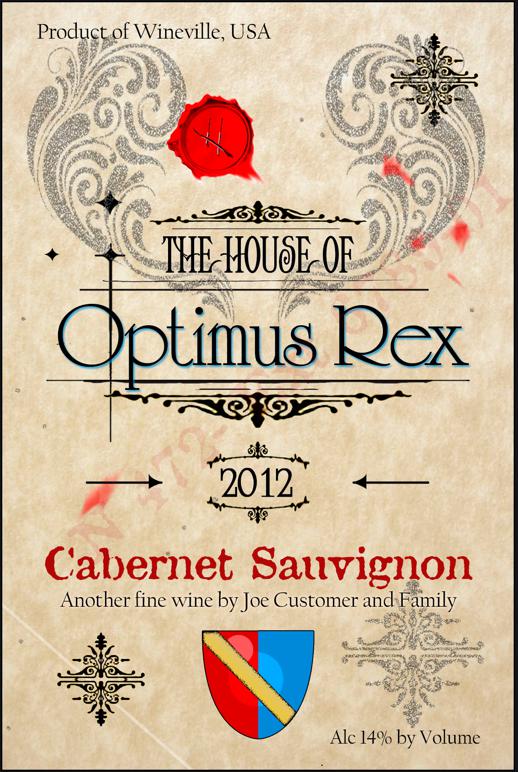 Product of Wineville, USA
THE HOUSE OF
Optimus Rex
2012
Cabernet Sauvignon
Another fine wine by Joe Customer and Family
Alc 14% by Volume